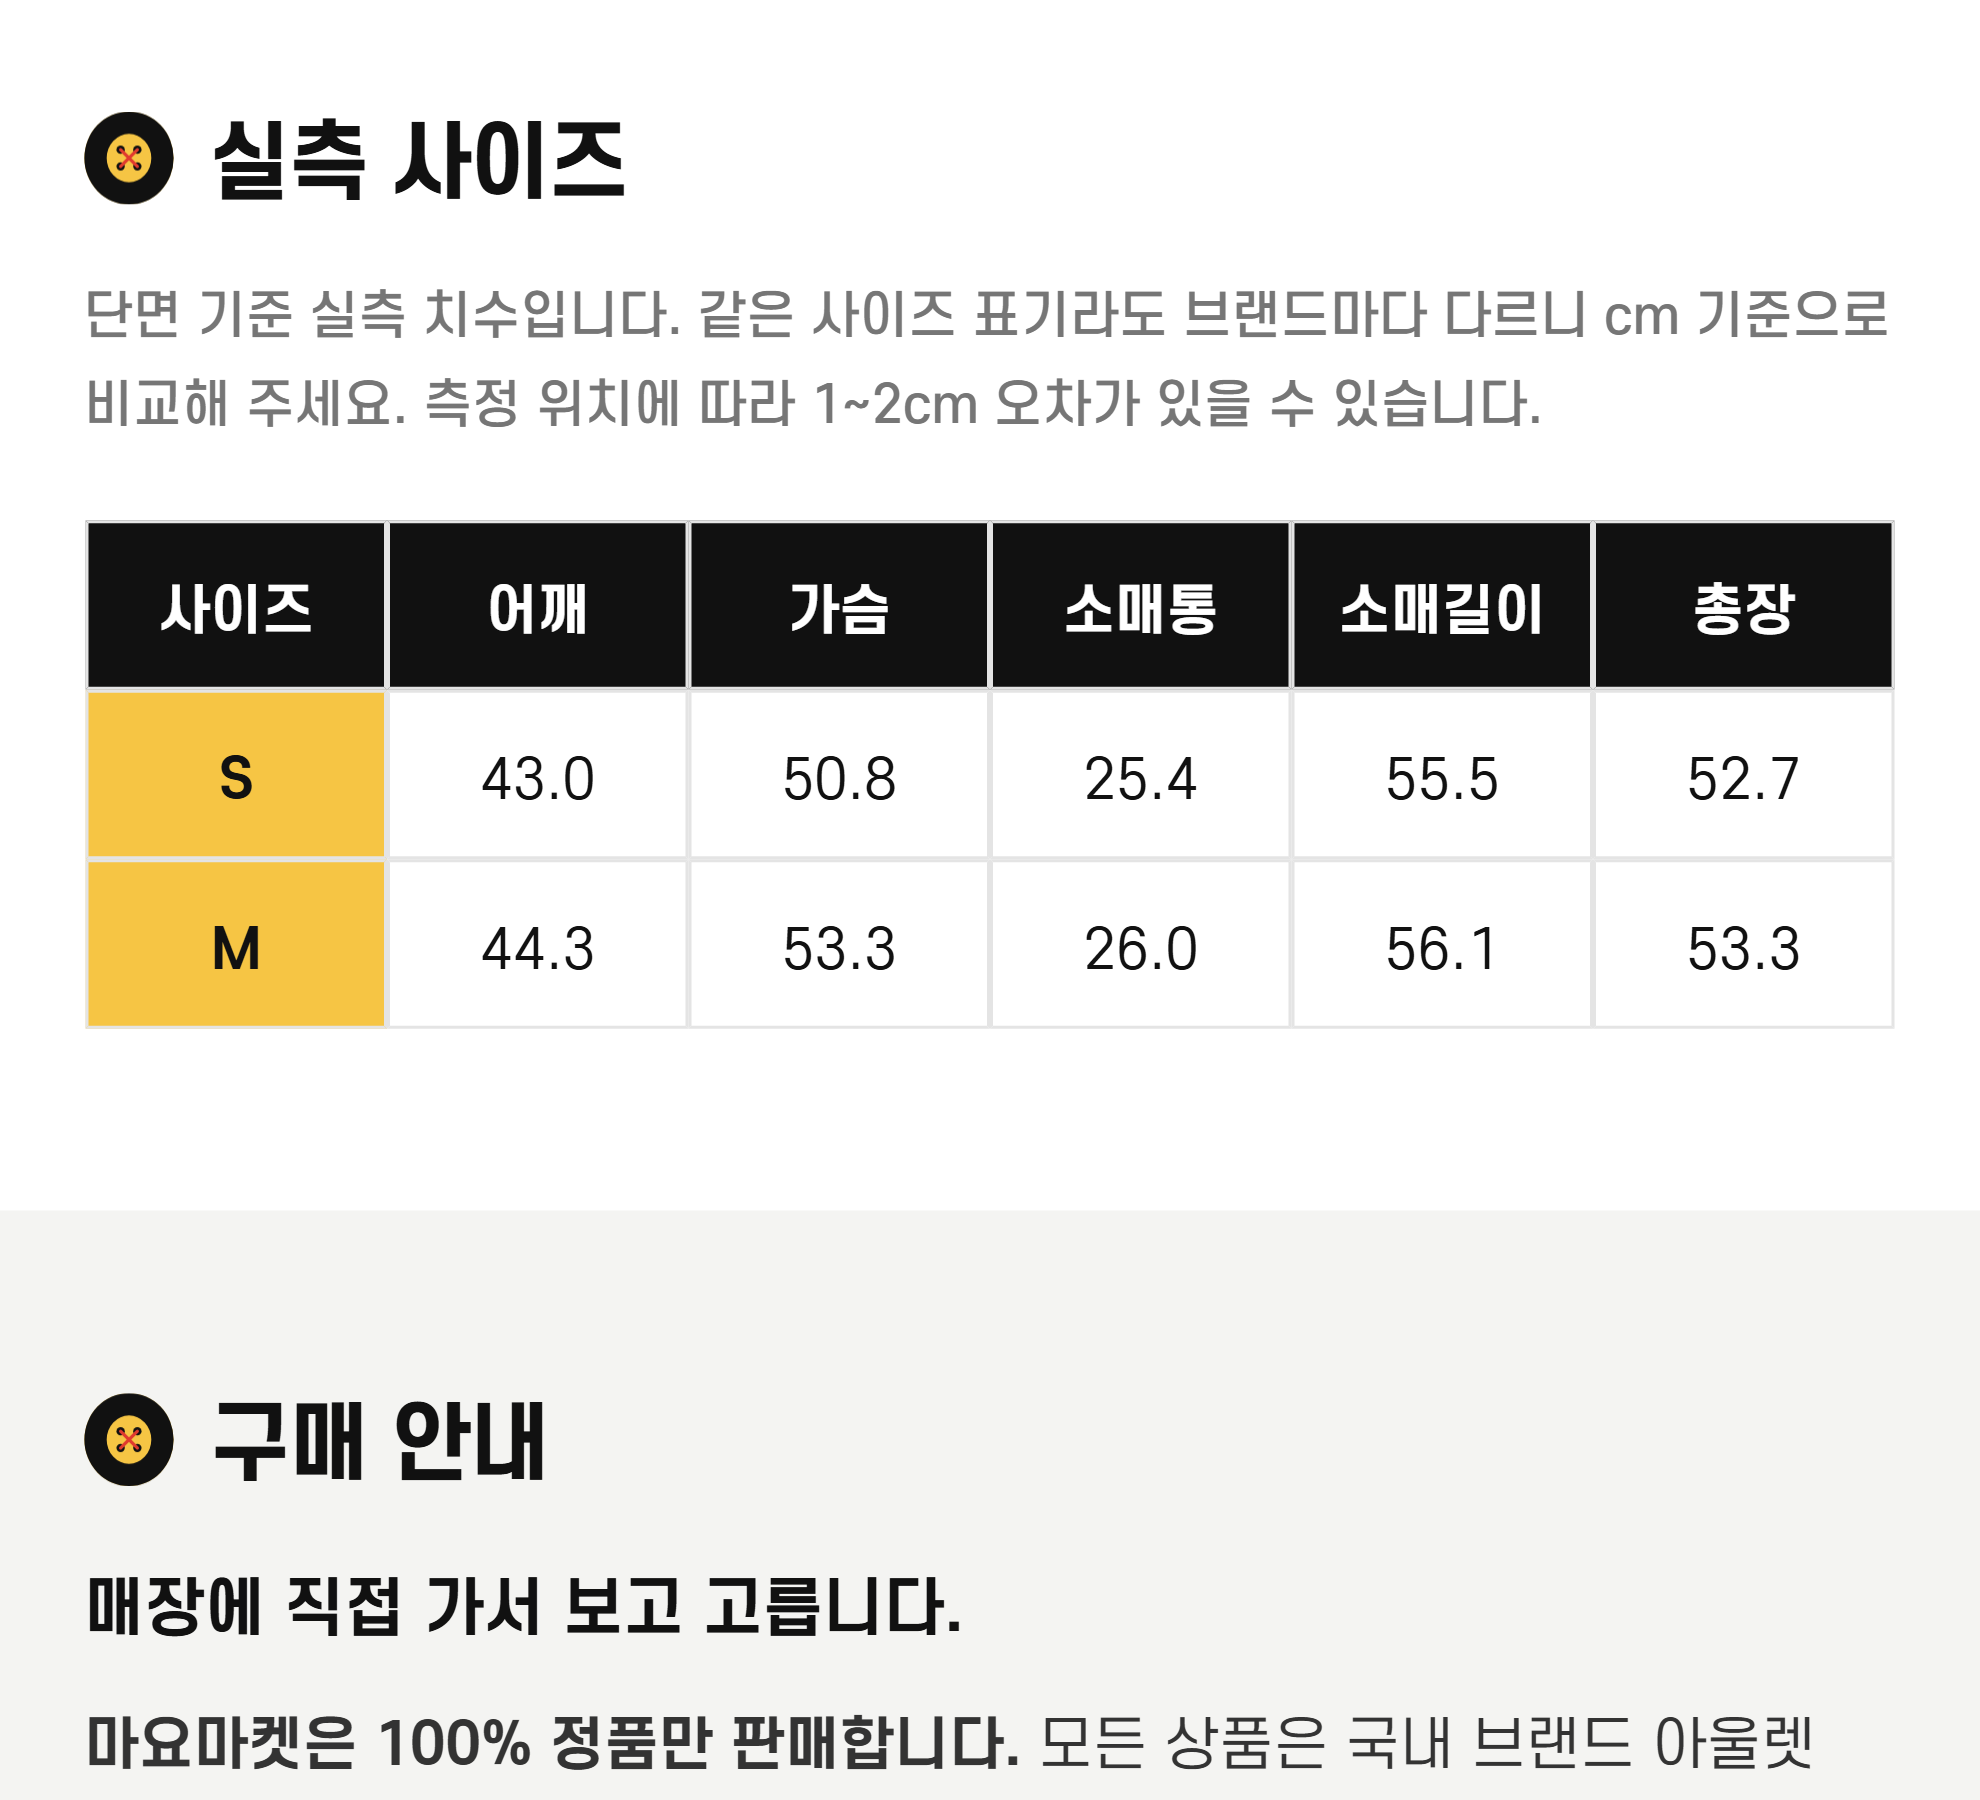 실측 사이즈
단면 기준 실측 치수입니다. 같은 사이즈 표기라도 브랜드마다 다르니 cm 기준으로
비교해 주세요. 측정 위치에 따라 1~2cm 오차가 있을 수 있습니다.
사이즈 어깨 가슴 소매통 소매길이 총장
S 43.0 50.8 25.4 55.5 52.7
M 44.3 53.3 26.0 56.1 53.3
구매 안내
매장에 직접 가서 보고 고릅니다.
마요마켓은 100% 정품만 판매합니다. 모든 상품은 국내 브랜드 아울렛